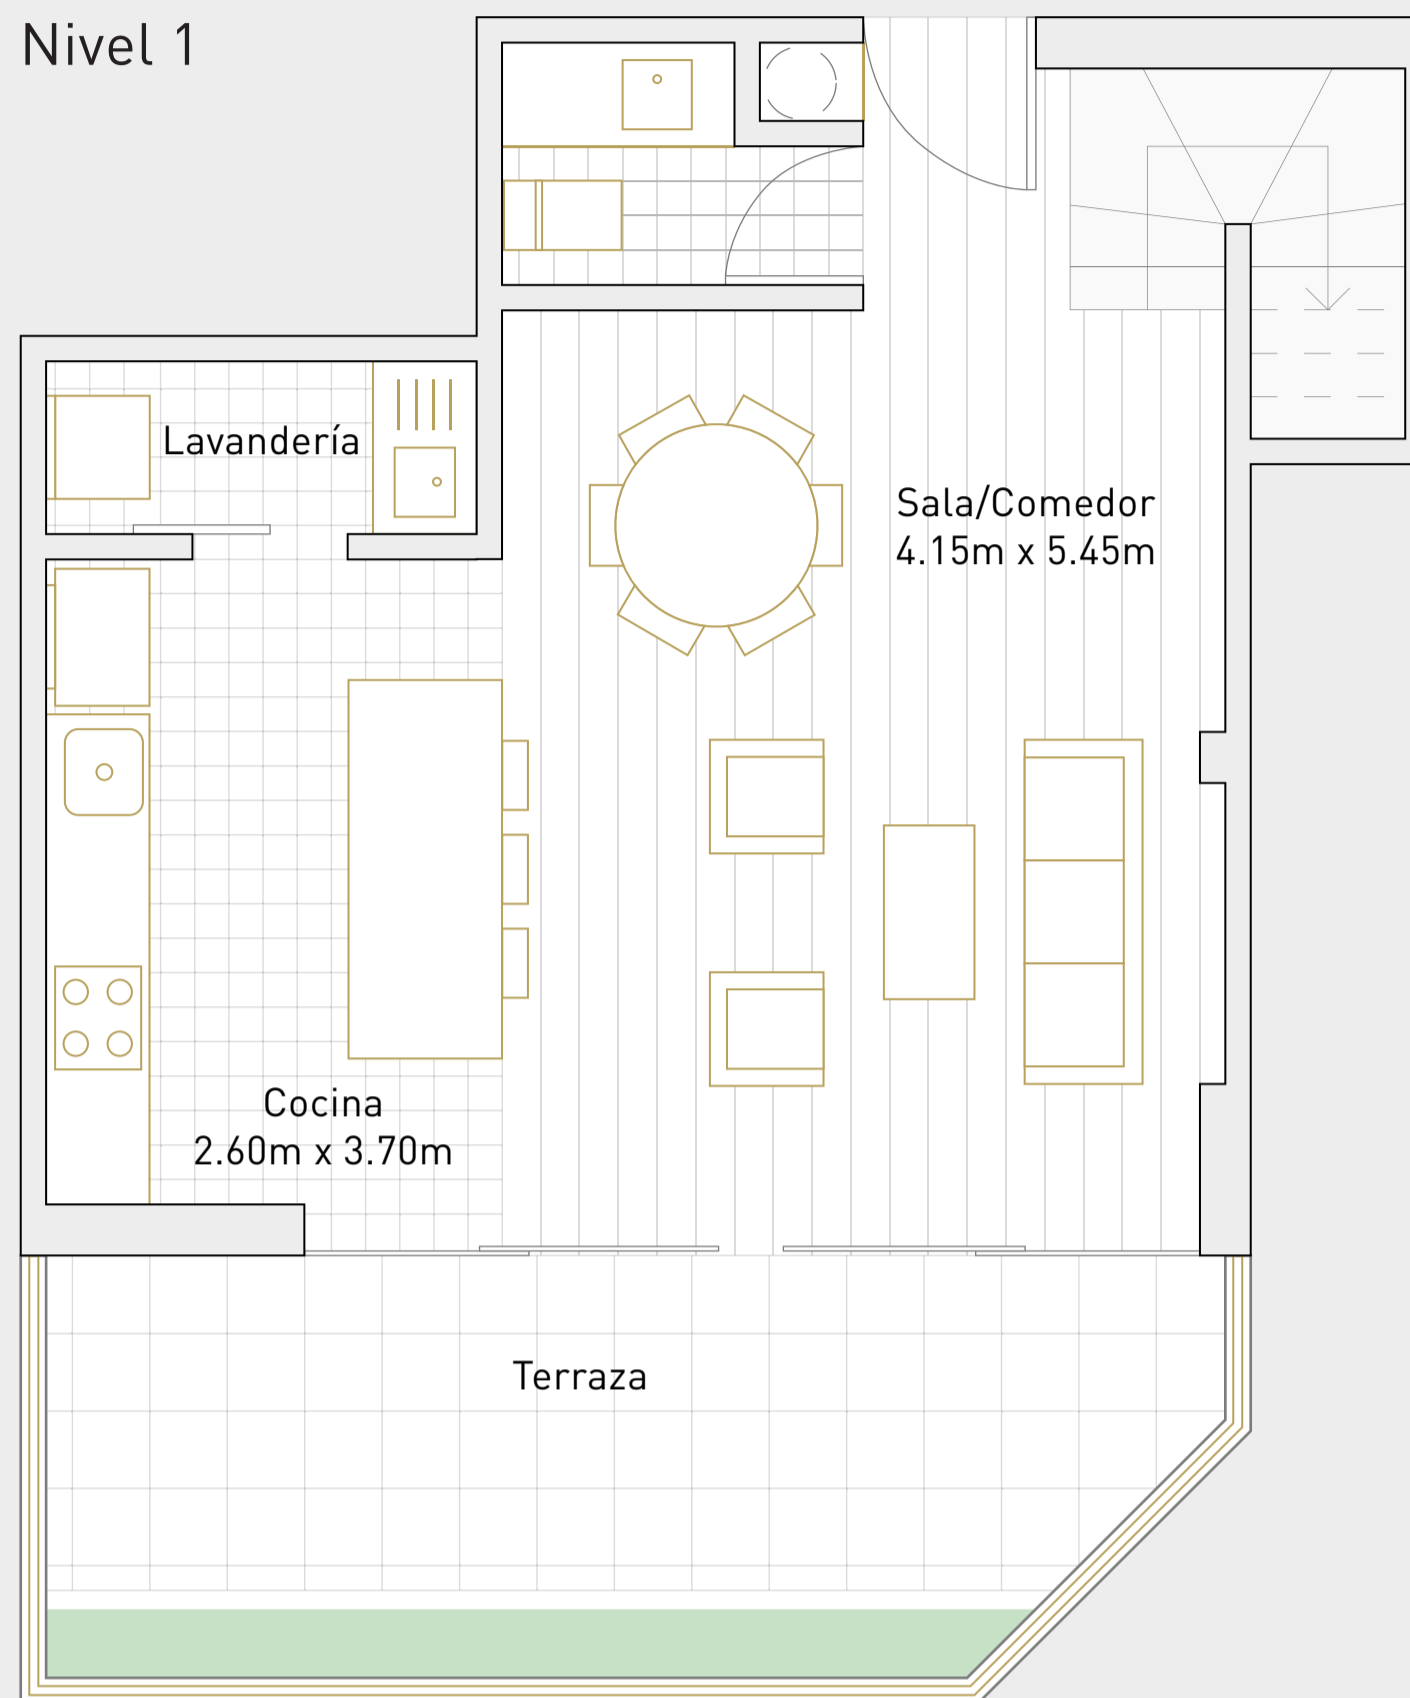 Nivel 1
Lavandería
Sala/Comedor
4.15m x 5.45m
Cocina
2.60m x 3.70m
Terraza